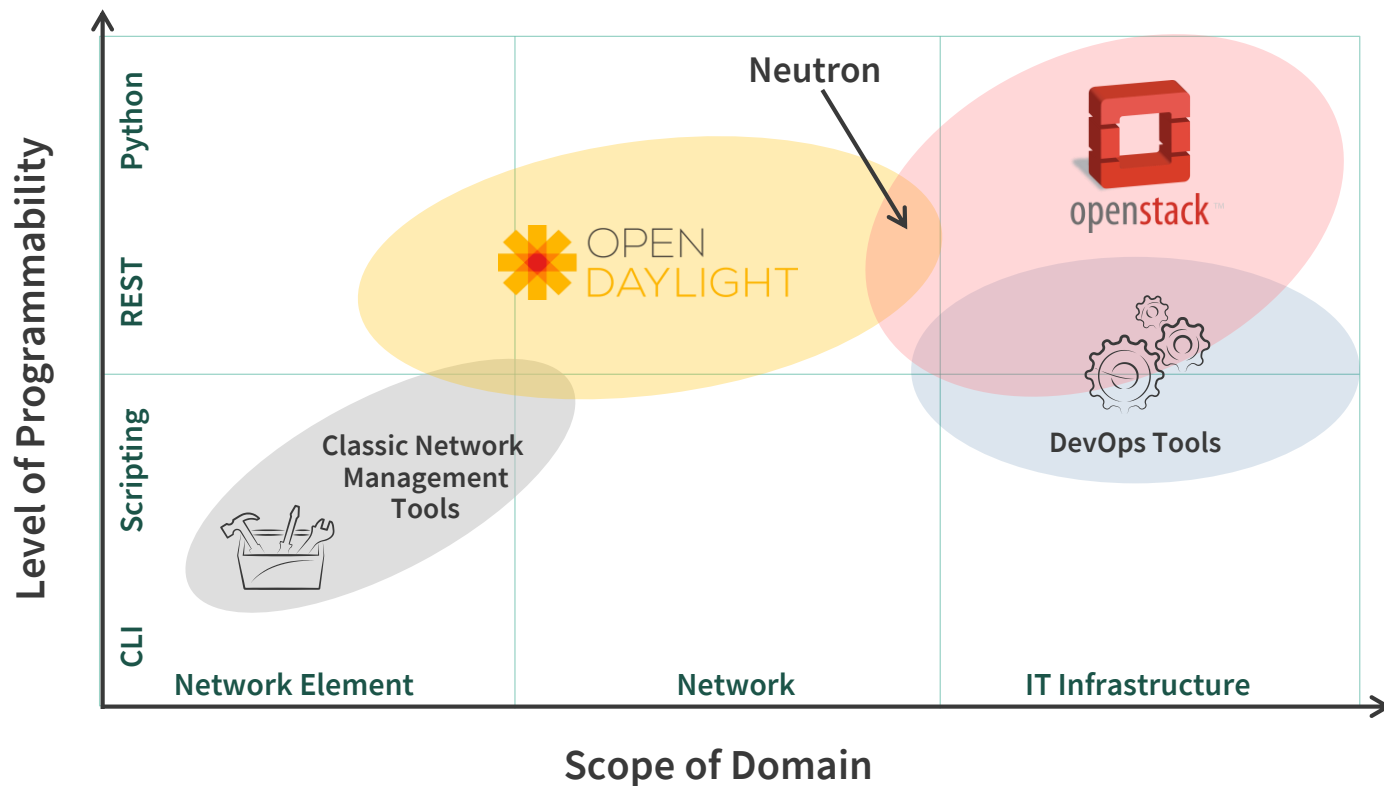 Neutron
Level of Programmability
Python
REST
Scripting
CLI
OPEN
DAYLIGHT
openstack™
Classic Network
Management
Tools
DevOps Tools
Network Element
Network
IT Infrastructure
Scope of Domain